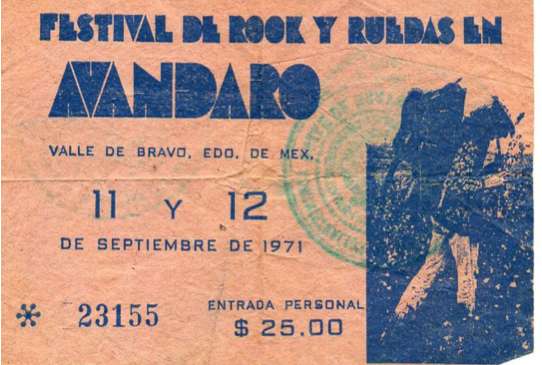 FESTIVAL DE ROCK Y RUEDAS EN
AVANDARO
VALLE DE BRAVO, EDO. DE MEX.
11 Y 12
DE SEPTIEMBRE DE 1971
* 23155
ENTRADA PERSONAL
$ 25.00